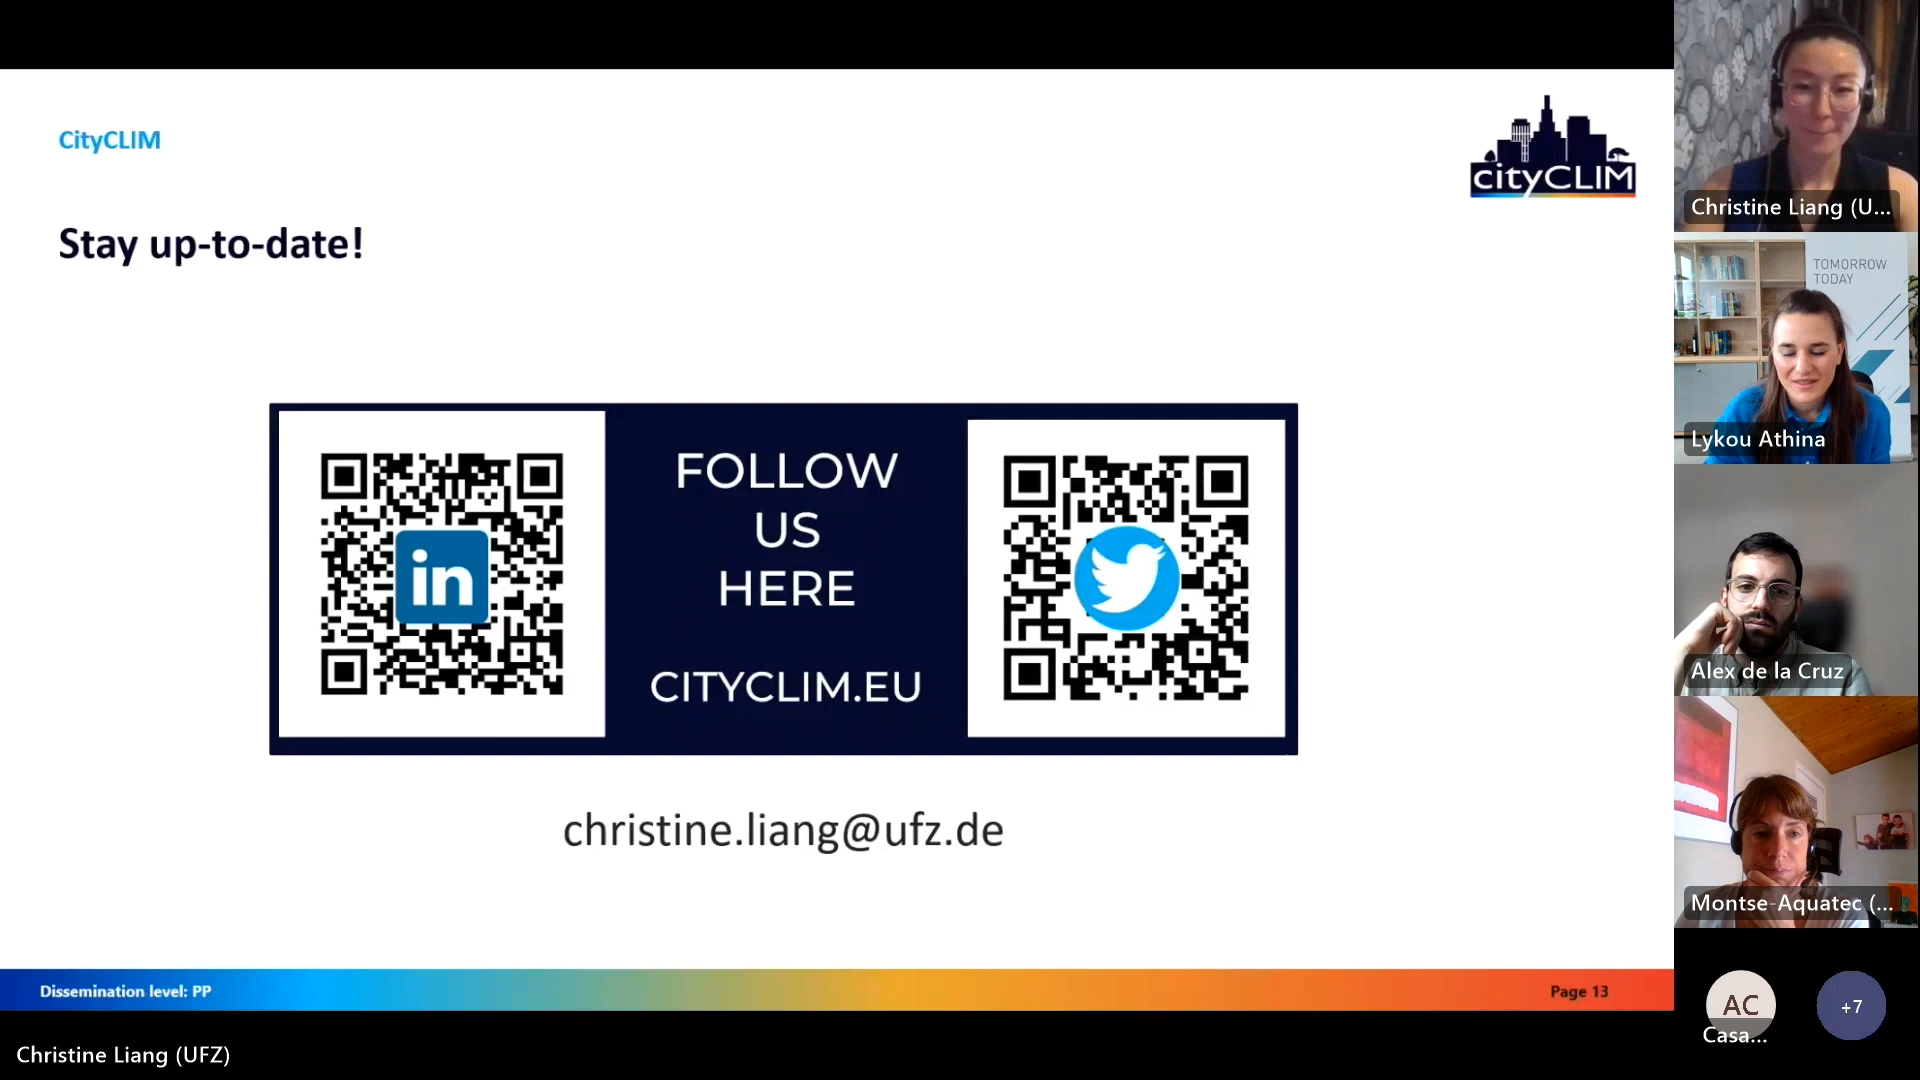 CityCLIM
cityCLIM
Stay up-to-date!
in
FOLLOW
US
HERE
CITYCLIM.EU
christine.liang@ufz.de
Dissemination level: PP
Page 13
Christine Liang (UFZ)
Christine Liang (U...
TOMORROW
TODAY
Lykou Athina
Alex de la Cruz
Montse-Aquatec (...
AC
Casa...
+7